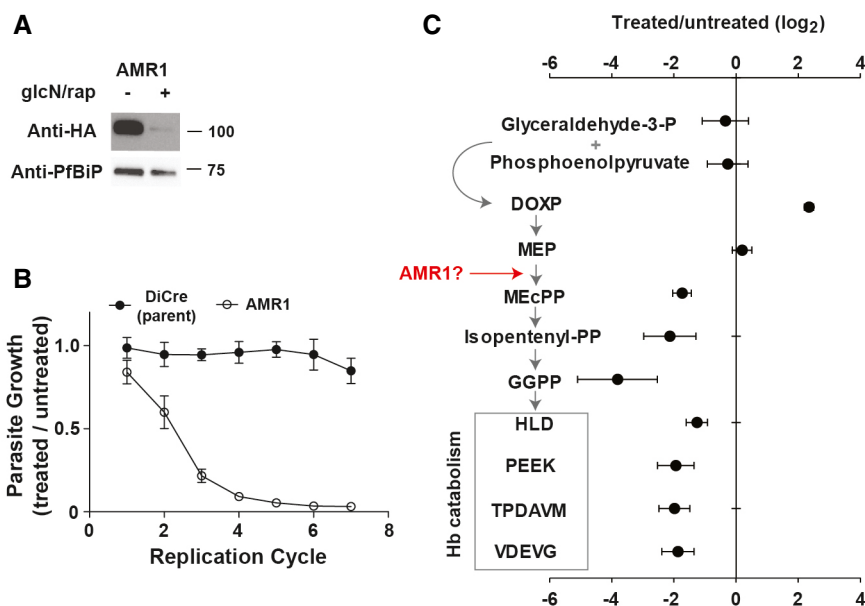 A
AMR1
glcN/rap - +
Anti-HA — 100
Anti-PfBiP — 75
B
DiCre (parent)
AMR1
Parasite Growth
(treated / untreated)
1.0
0.5
0
0 2 4 6 8
Replication Cycle
C
Treated/untreated (log2)
-6 -4 -2 0 2 4
Glyceraldehyde-3-P
+
Phosphoenolpyruvate
DOXP
MEP
AMR1?
MEcPP
Isopentenyl-PP
GGPP
Hb catabolism
HLD
PEEK
TPDAVM
VDEVG
-6 -4 -2 0 2 4